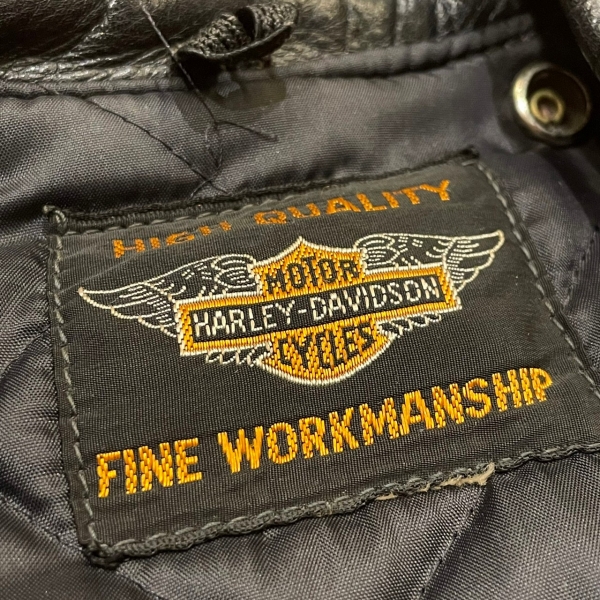 HIGH QUALITY
MOTOR
HARLEY-DAVIDSON
CYCLES
FINE WORKMANSHIP